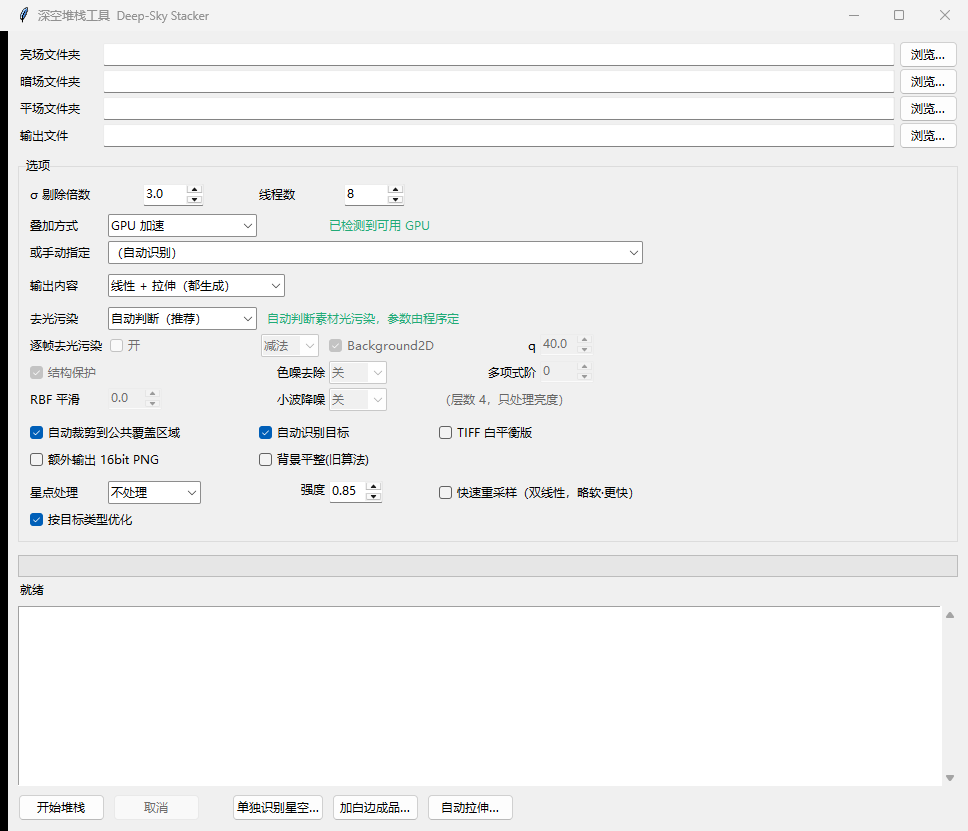 深空堆栈工具 Deep-Sky Stacker
亮场文件夹 浏览...
暗场文件夹 浏览...
平场文件夹 浏览...
输出文件 浏览...
选项
σ 剔除倍数 3.0 线程数 8
叠加方式 GPU 加速 已检测到可用 GPU
或手动指定 （自动识别）
输出内容 线性 + 拉伸（都生成）
去光污染 自动判断（推荐） 自动判断素材光污染，参数由程序定
逐帧去光污染 开 减法 Background2D q 40.0
结构保护 色噪去除 关 多项式阶 0
RBF 平滑 0.0 小波降噪 关 （层数 4，只处理亮度）
自动裁剪到公共覆盖区域 自动识别目标 TIFF 白平衡版
额外输出 16bit PNG 背景平整(旧算法)
星点处理 不处理 强度 0.85 快速重采样（双线性，略软·更快）
按目标类型优化
就绪
开始堆栈 取消 单独识别星空... 加白边成品... 自动拉伸...